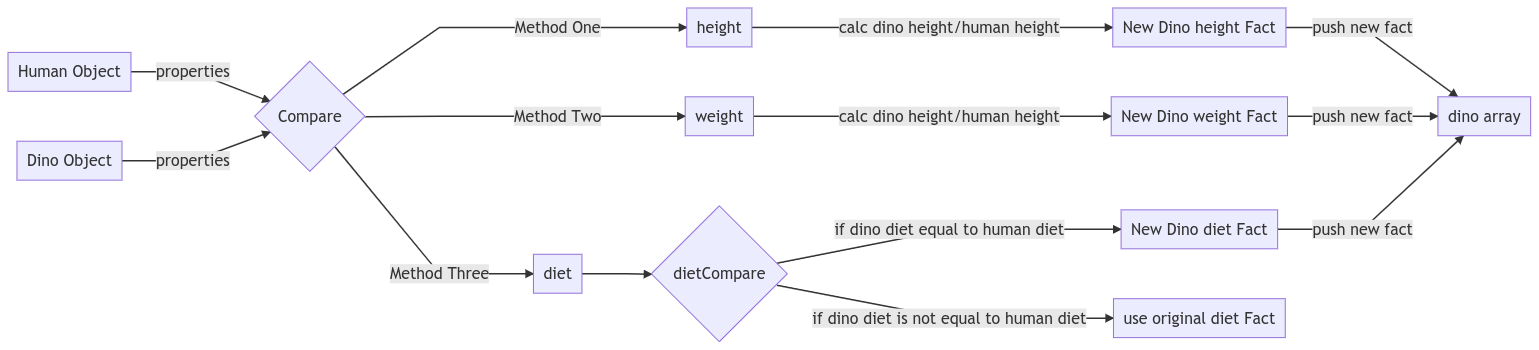 Human Object
properties
Dino Object
properties
Compare
Method One
height
calc dino height/human height
New Dino height Fact
push new fact
Method Two
weight
calc dino height/human height
New Dino weight Fact
push new fact
dino array
Method Three
diet
dietCompare
if dino diet equal to human diet
New Dino diet Fact
push new fact
if dino diet is not equal to human diet
use original diet Fact